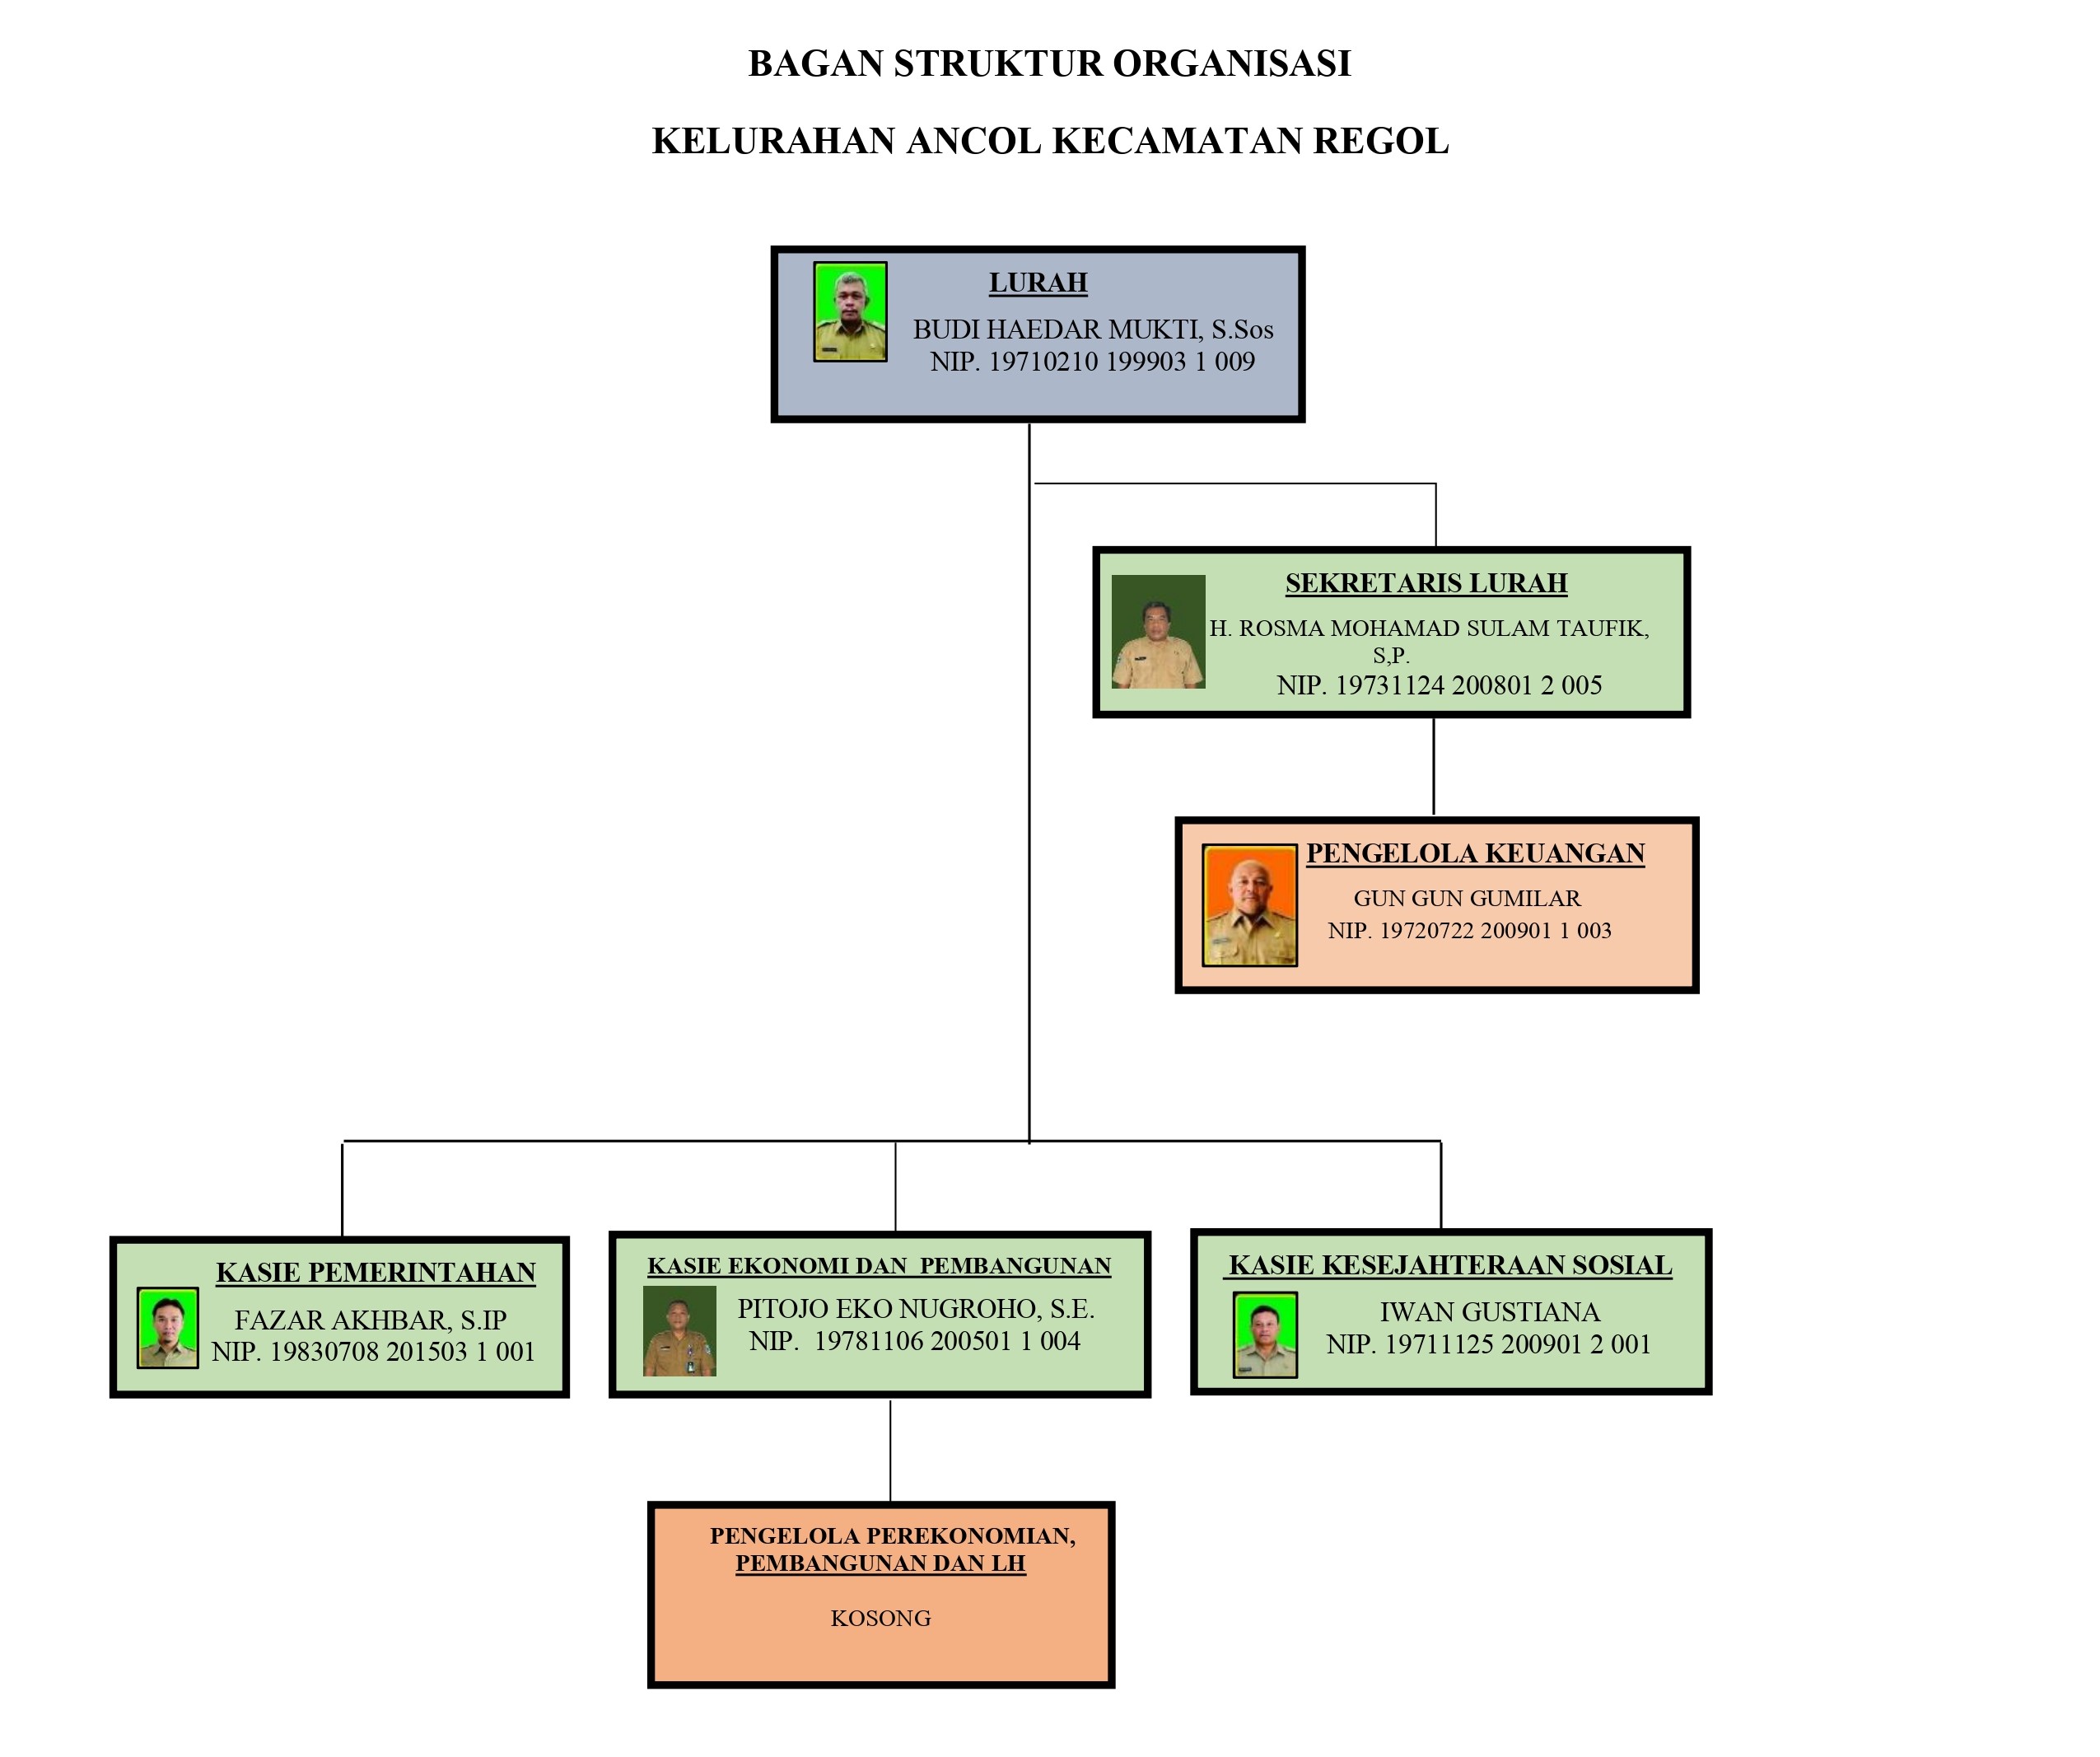 BAGAN STRUKTUR ORGANISASI
KELURAHAN ANCOL KECAMATAN REGOL
LURAH
BUDI HAEDAR MUKTI, S.Sos
NIP. 19710210 199903 1 009
SEKRETARIS LURAH
H. ROSMA MOHAMAD SULAM TAUFIK,
S,P.
NIP. 19731124 200801 2 005
PENGELOLA KEUANGAN
GUN GUN GUMILAR
NIP. 19720722 200901 1 003
KASIE PEMERINTAHAN
FAZAR AKHBAR, S.IP
NIP. 19830708 201503 1 001
KASIE EKONOMI DAN  PEMBANGUNAN
PITOJO EKO NUGROHO, S.E.
NIP.  19781106 200501 1 004
KASIE KESEJAHTERAAN SOSIAL
IWAN GUSTIANA
NIP. 19711125 200901 2 001
PENGELOLA PEREKONOMIAN,
PEMBANGUNAN DAN LH
KOSONG